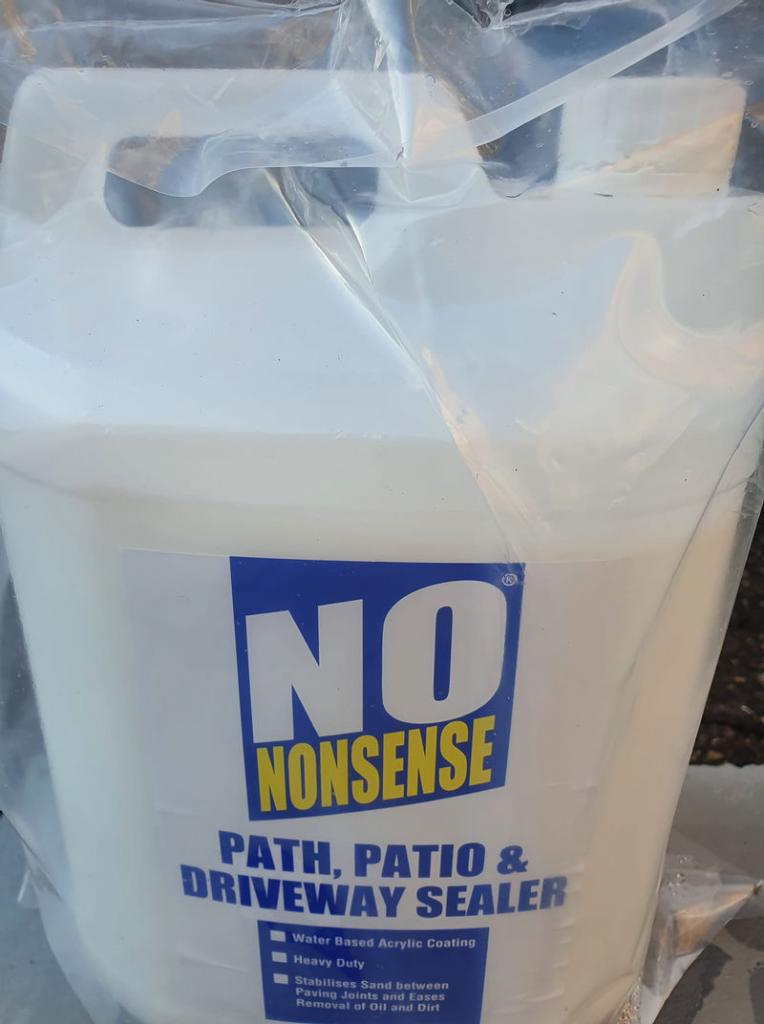 NO®
NONSENSE
PATH, PATIO &
DRIVEWAY SEALER
Water Based Acrylic Coating
Heavy Duty
Stabilises Sand between
Paving Joints and Eases
Removal of Oil and Dirt